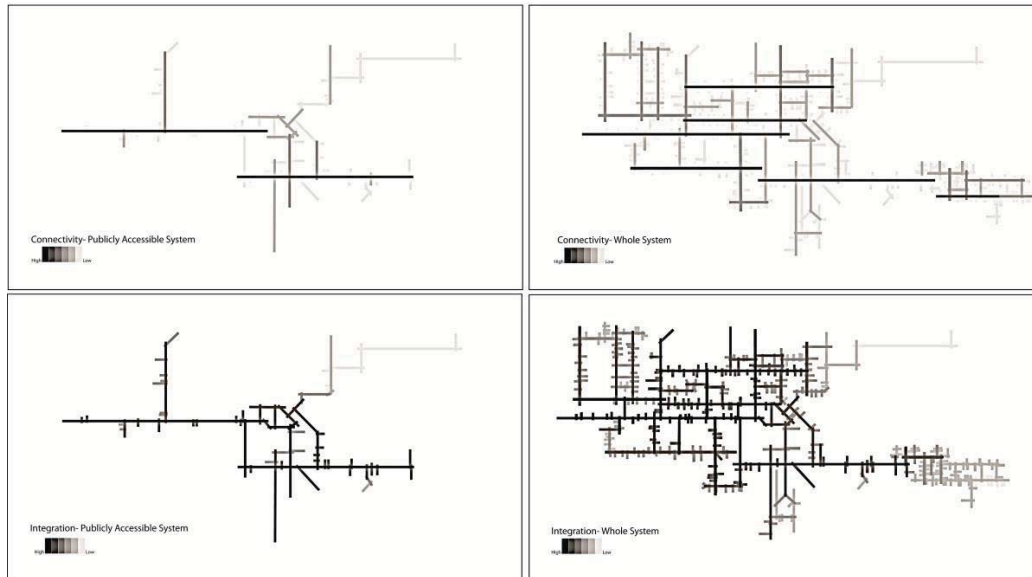 Connectivity- Publicly Accessible System
High Low
Connectivity- Whole System
High Low
Integration- Publicly Accessible System
High Low
Integration- Whole System
High Low